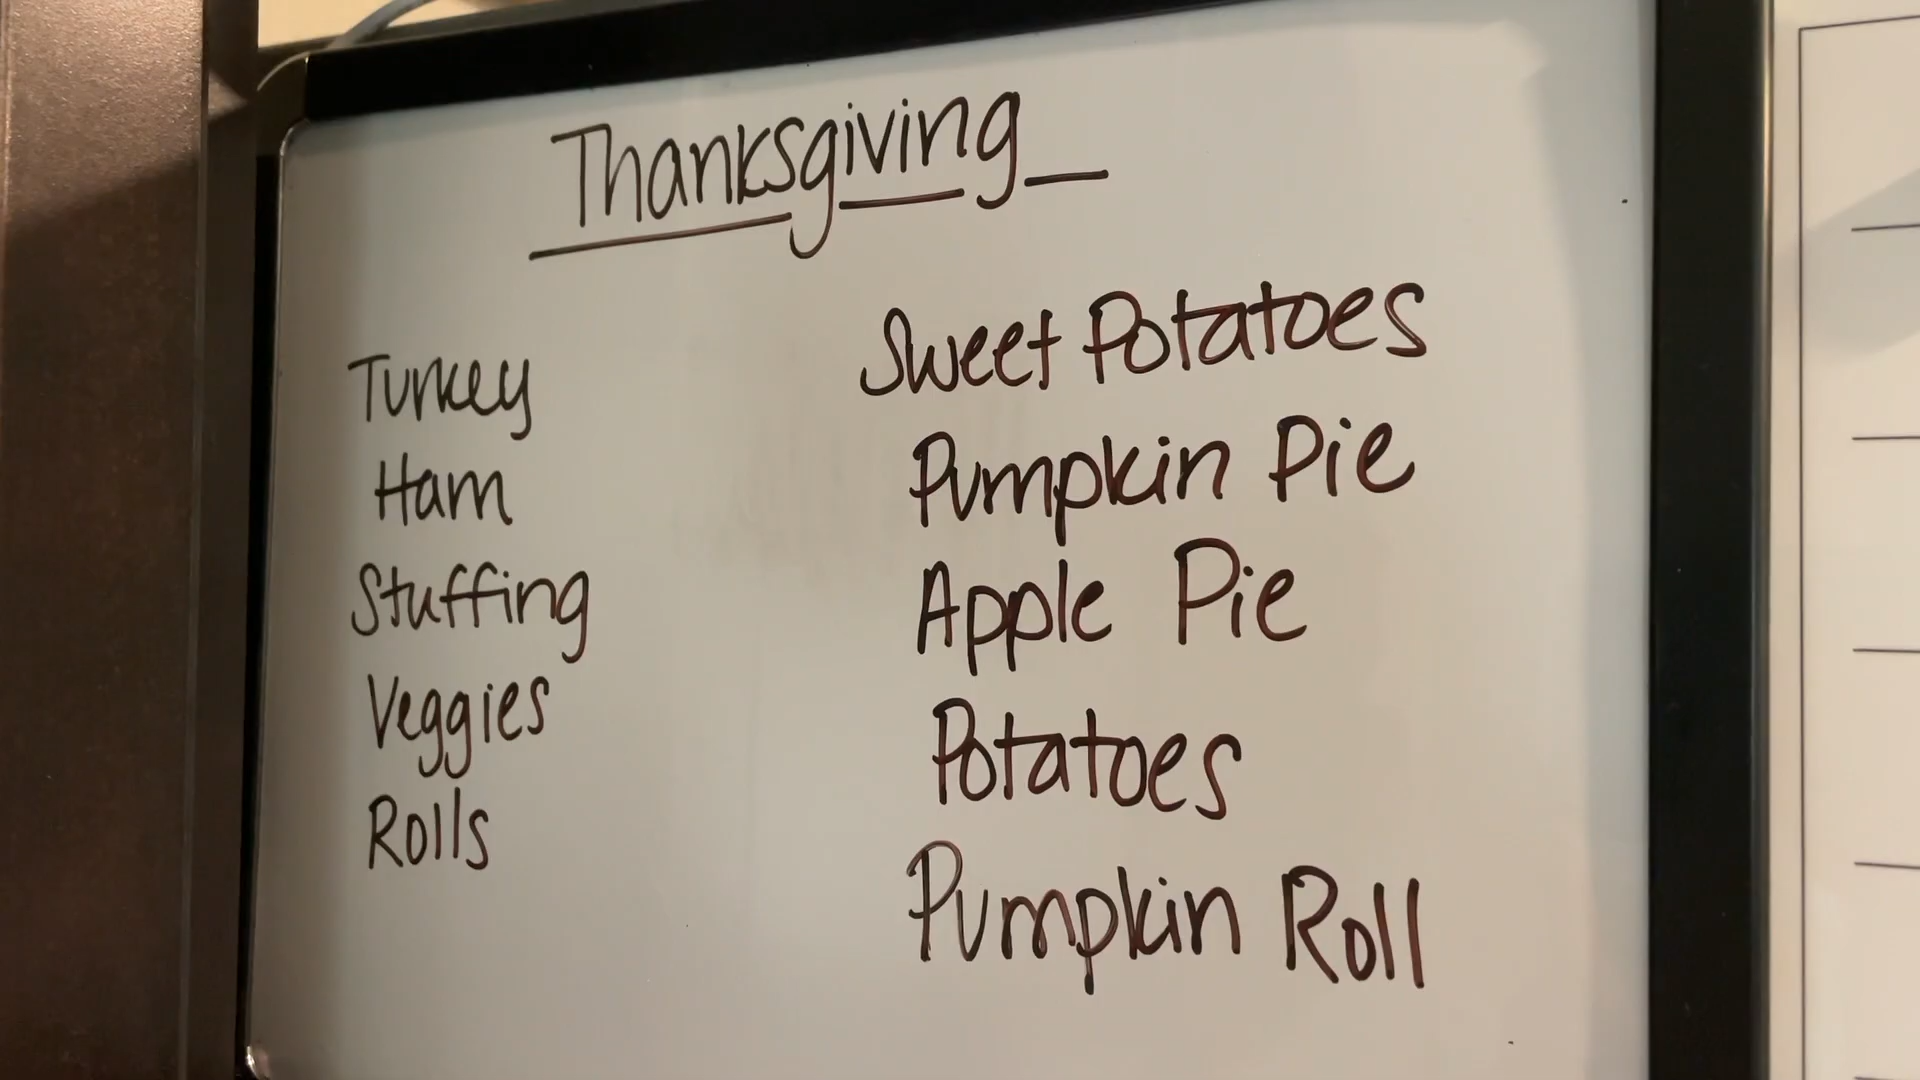 Thanksgiving
Turkey
Ham
Stuffing
Veggies
Rolls
Sweet Potatoes
Pumpkin Pie
Apple Pie
Potatoes
Pumpkin Roll